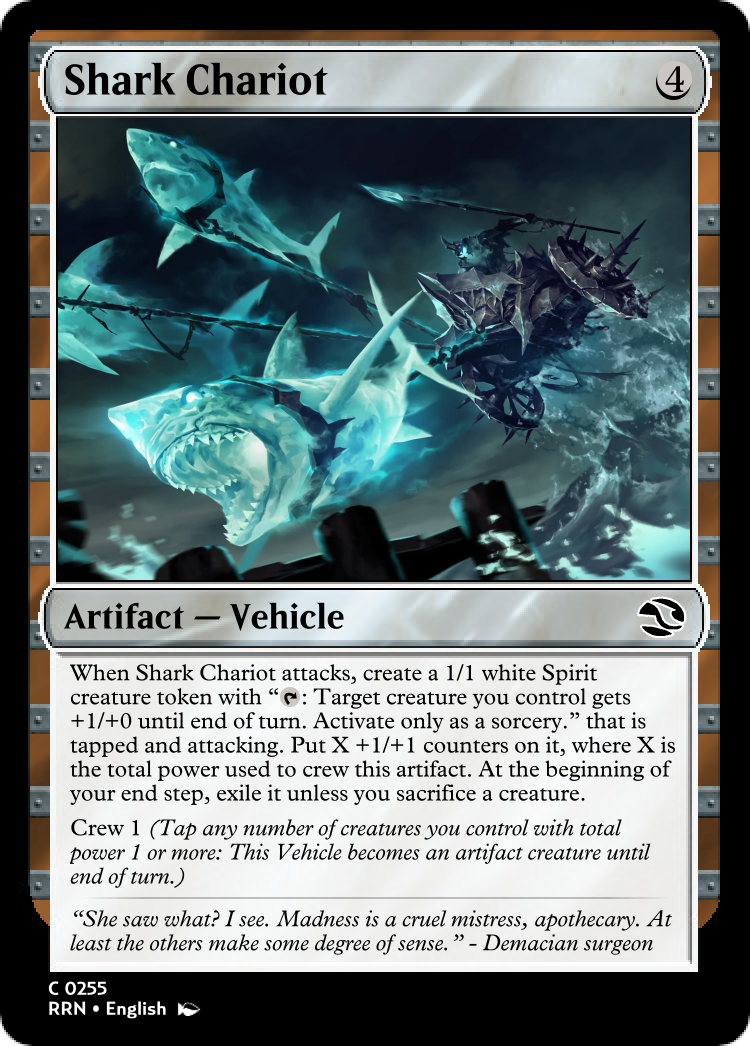 Shark Chariot
4
Artifact — Vehicle
When Shark Chariot attacks, create a 1/1 white Spirit
creature token with “: Target creature you control gets
+1/+0 until end of turn. Activate only as a sorcery.” that is
tapped and attacking. Put X +1/+1 counters on it, where X is
the total power used to crew this artifact. At the beginning of
your end step, exile it unless you sacrifice a creature.
Crew 1 (Tap any number of creatures you control with total
power 1 or more: This Vehicle becomes an artifact creature until
end of turn.)
“She saw what? I see. Madness is a cruel mistress, apothecary. At
least the others make some degree of sense.” - Demacian surgeon
C 0255
RRN • English